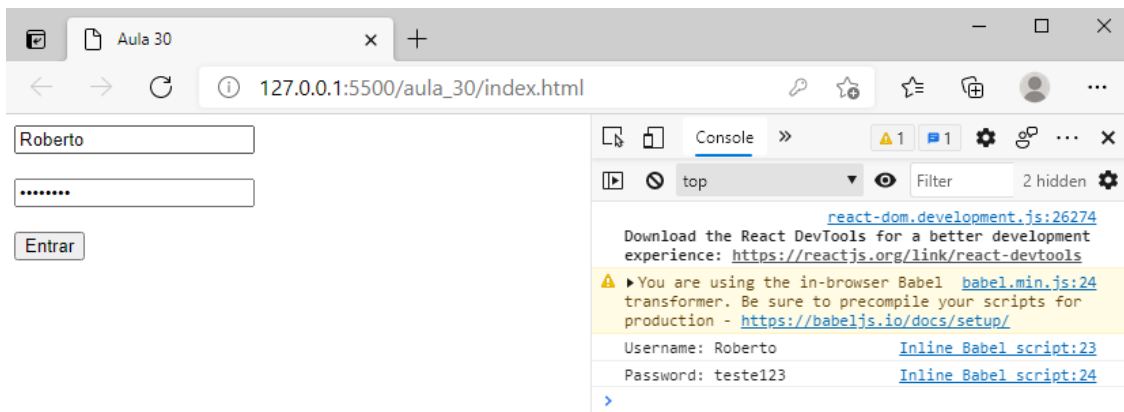 Aula 30
127.0.0.1:5500/aula_30/index.html
Roberto
••••••••
Entrar
Console
1
1
top
Filter
2 hidden
react-dom.development.js:26274
Download the React DevTools for a better development
experience: https://reactjs.org/link/react-devtools
You are using the in-browser Babel babel.min.js:24
transformer. Be sure to precompile your scripts for
production - https://babeljs.io/docs/setup/
Username: Roberto Inline Babel script:23
Password: teste123 Inline Babel script:24